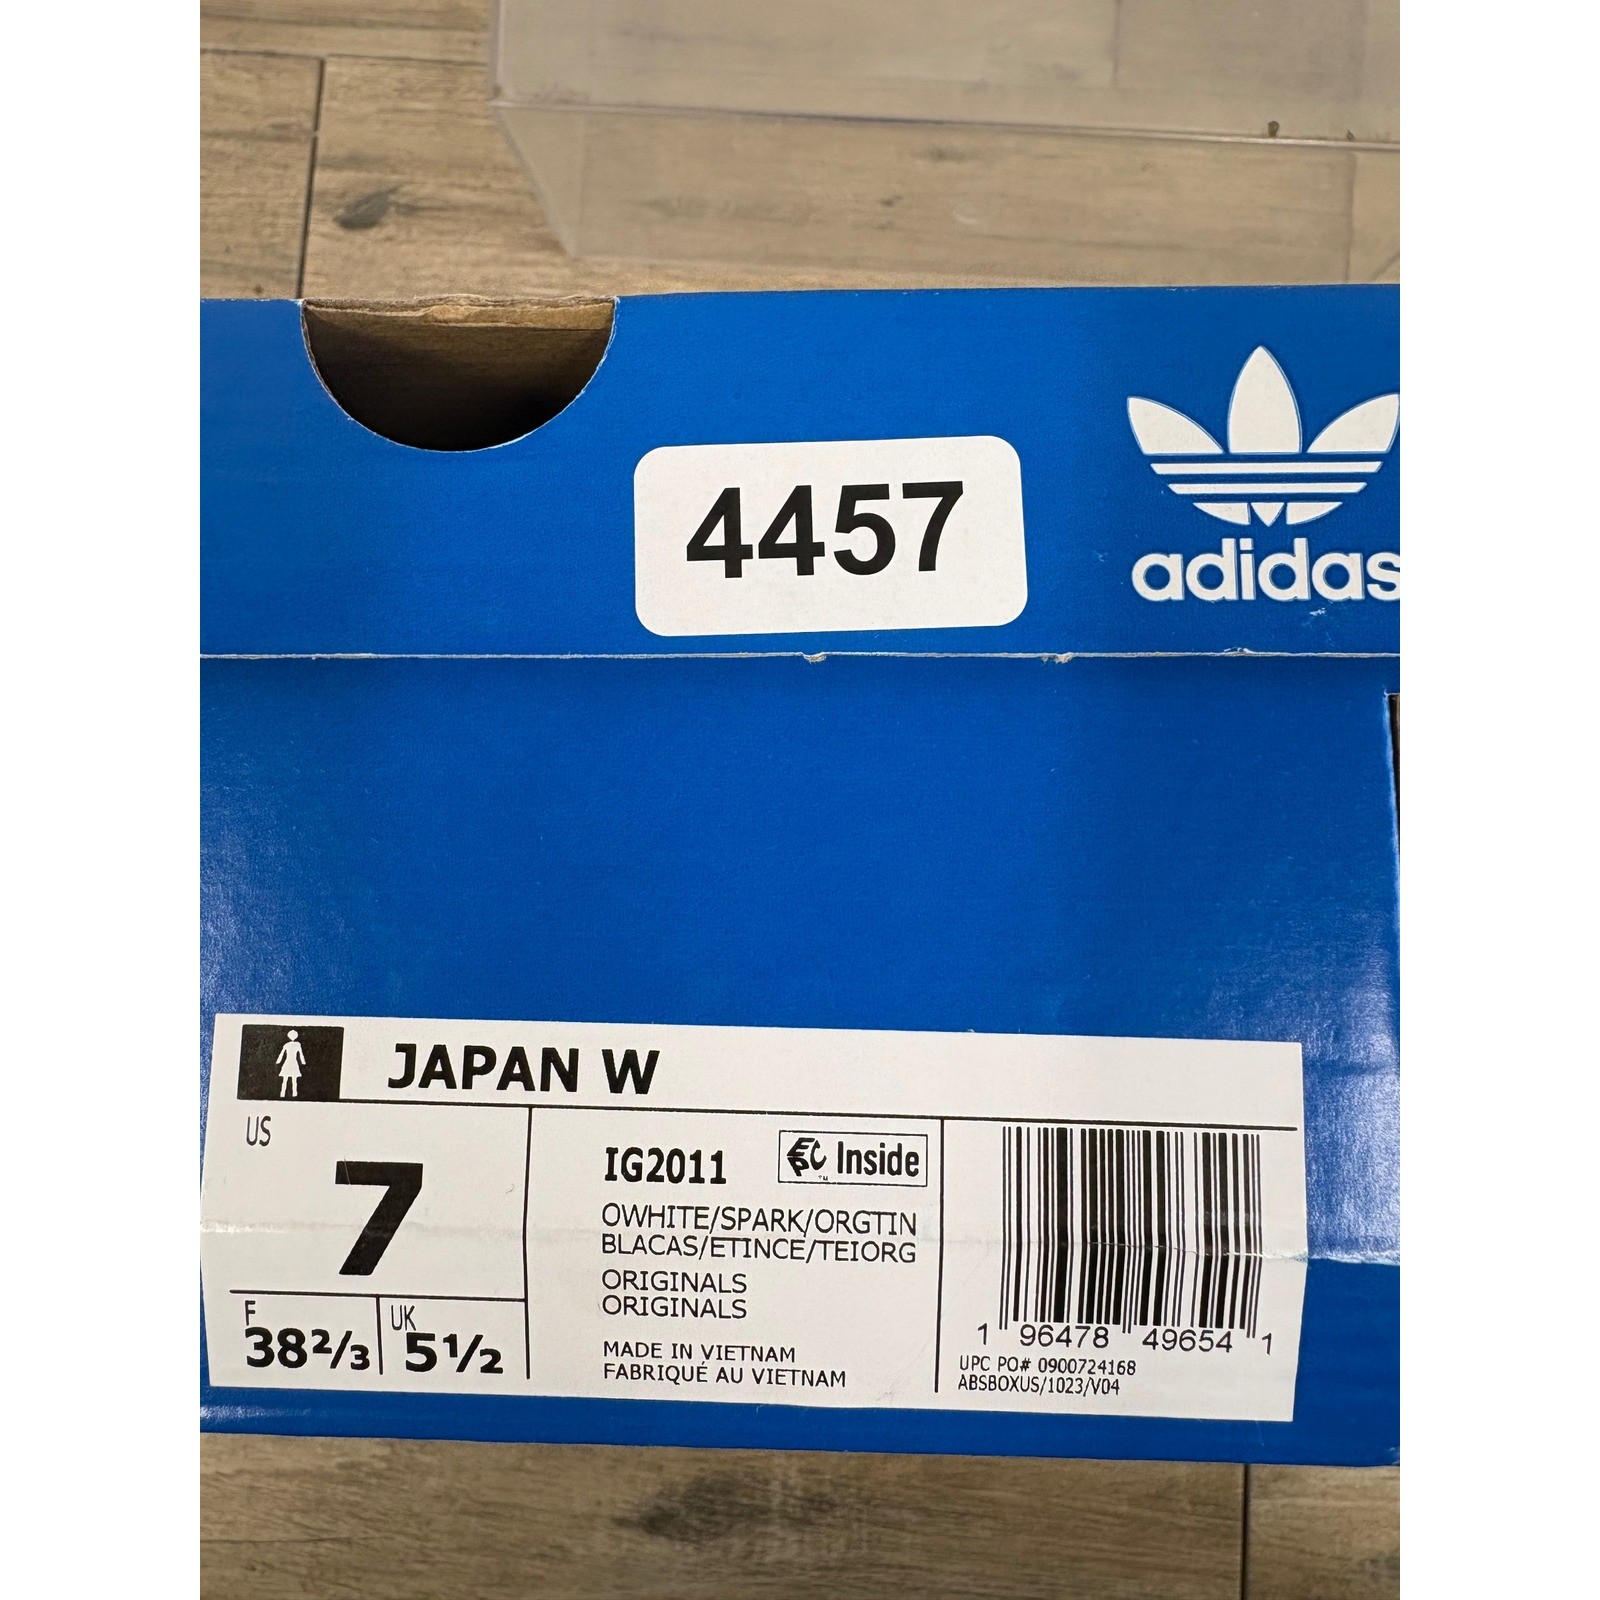 4457
adidas
JAPAN W
US
7
F
38⅔
UK
5½
IG2011
EPC Inside
OWHITE/SPARK/ORGTIN
BLACAS/ETINCE/TEIORG
ORIGINALS
ORIGINALS
MADE IN VIETNAM
FABRIQUÉ AU VIETNAM
1 96478 49654 1
UPC PO# 0900724168
ABSBOXUS/1023/V04